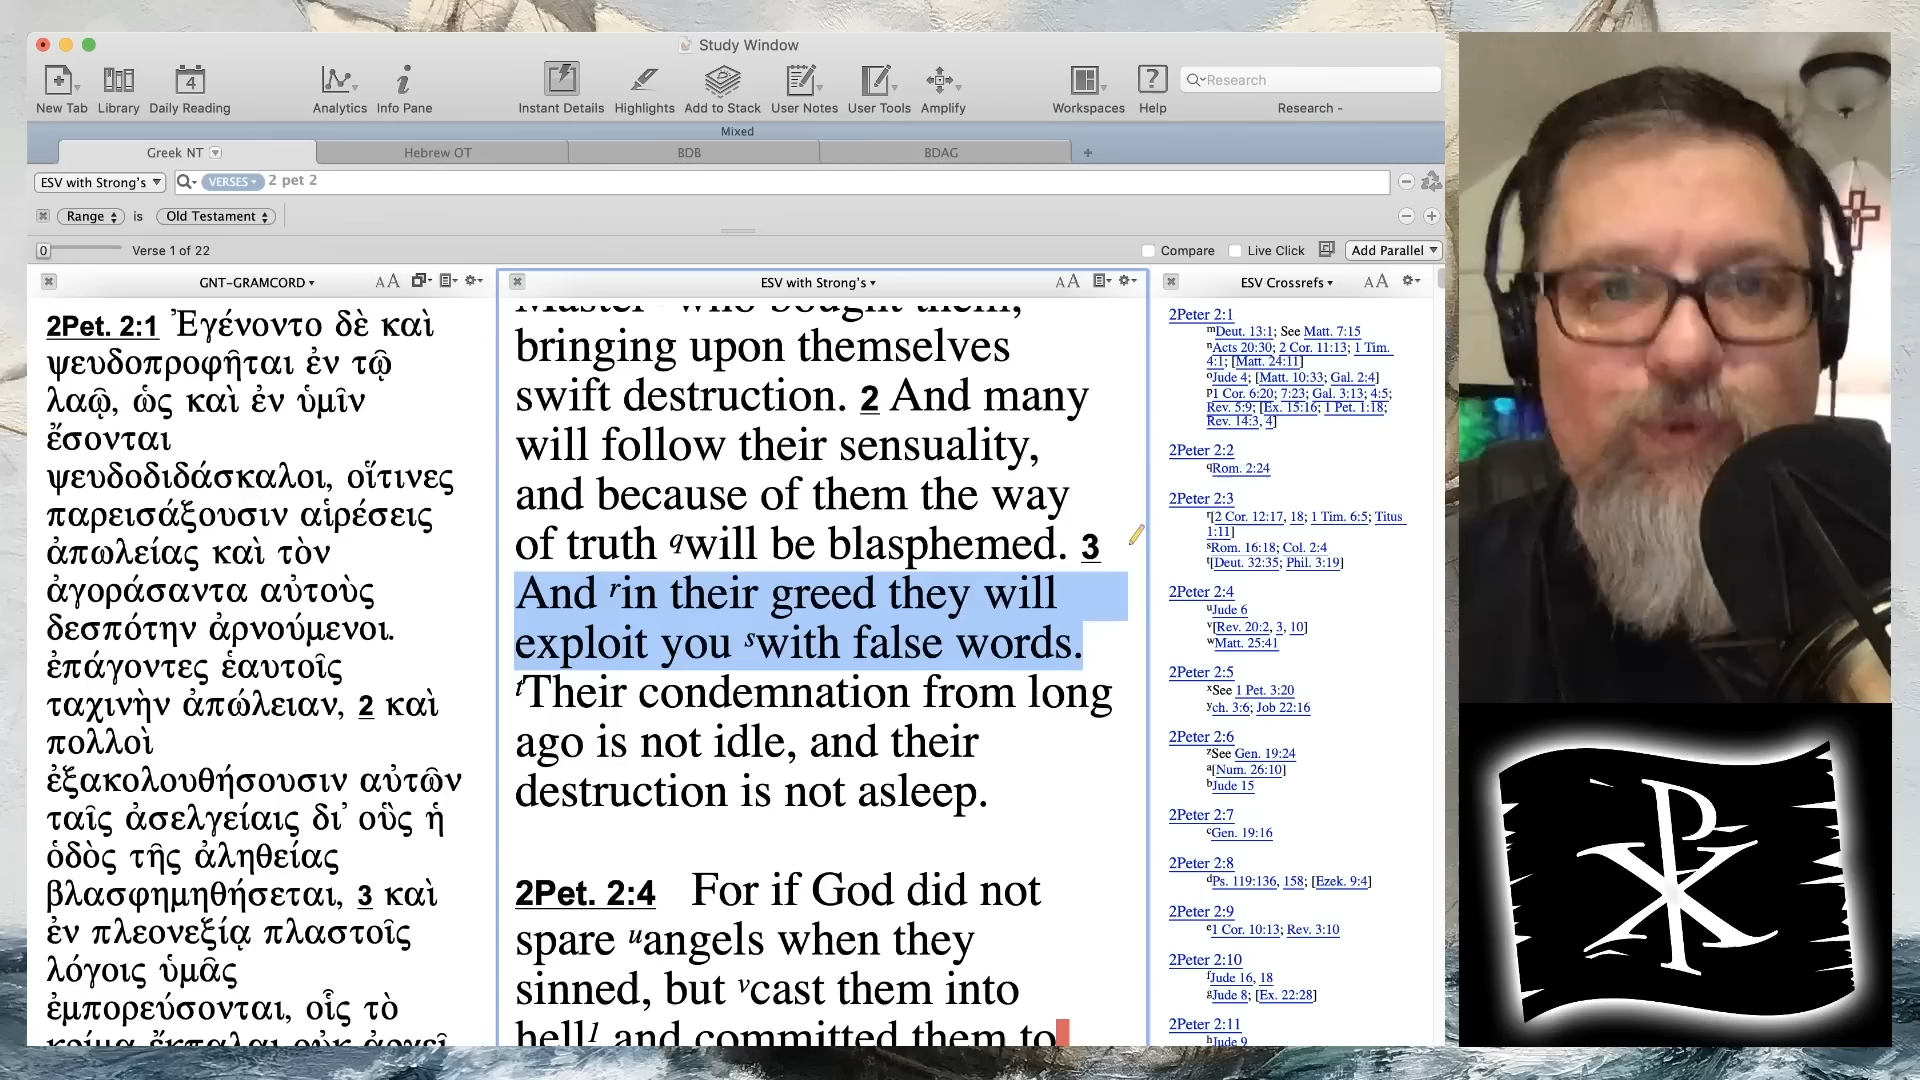 Study Window
New Tab
Library
Daily Reading
Analytics
Info Pane
Instant Details
Highlights
Add to Stack
User Notes
User Tools
Amplify
Workspaces
Help
Research
Research
Mixed
Greek NT
Hebrew OT
BDB
BDAG
ESV with Strong's
VERSES
2 pet 2
Range
is
Old Testament
0
Verse 1 of 22
Compare
Live Click
Add Parallel
GNT-GRAMCORD
2Pet. 2:1 Ἐγένοντο δὲ καὶ
ψευδοπροφῆται ἐν τῷ
λαῷ, ὡς καὶ ἐν ὑμῖν
ἔσονται
ψευδοδιδάσκαλοι, οἵτινες
παρεισάξουσιν αἱρέσεις
ἀπωλείας καὶ τὸν
ἀγοράσαντα αὐτοὺς
δεσπότην ἀρνούμενοι.
ἐπάγοντες ἑαυτοῖς
ταχινὴν ἀπώλειαν, 2 καὶ
πολλοὶ
ἐξακολουθήσουσιν αὐτῶν
ταῖς ἀσελγείαις δι᾽ οὓς ἡ
ὁδὸς τῆς ἀληθείας
βλασφημηθήσεται, 3 καὶ
ἐν πλεονεξίᾳ πλαστοῖς
λόγοις ὑμᾶς
ἐμπορεύσονται, οἷς τὸ
κρίμα ἔκπαλαι οὐκ ἀργεῖ
ESV with Strong's
Master who bought them,
bringing upon themselves
swift destruction. 2 And many
will follow their sensuality,
and because of them the way
of truth qwill be blasphemed. 3
And rin their greed they will
exploit you swith false words.
tTheir condemnation from long
ago is not idle, and their
destruction is not asleep.
2Pet. 2:4 For if God did not
spare uangels when they
sinned, but vcast them into
hell1 and committed them to
ESV Crossrefs
2Peter 2:1
mDeut. 13:1; See Matt. 7:15
nActs 20:30; 2 Cor. 11:13; 1 Tim.
4:1; [Matt. 24:11]
oJude 4; [Matt. 10:33; Gal. 2:4]
p1 Cor. 6:20; 7:23; Gal. 3:13; 4:5;
Rev. 5:9; [Ex. 15:16; 1 Pet. 1:18;
Rev. 14:3, 4]
2Peter 2:2
qRom. 2:24
2Peter 2:3
r[2 Cor. 12:17, 18; 1 Tim. 6:5; Titus
1:11]
sRom. 16:18; Col. 2:4
t[Deut. 32:35; Phil. 3:19]
2Peter 2:4
uJude 6
v[Rev. 20:2, 3, 10]
wMatt. 25:41
2Peter 2:5
xSee 1 Pet. 3:20
ych. 3:6; Job 22:16
2Peter 2:6
zSee Gen. 19:24
a[Num. 26:10]
bJude 15
2Peter 2:7
cGen. 19:16
2Peter 2:8
dPs. 119:136, 158; [Ezek. 9:4]
2Peter 2:9
e1 Cor. 10:13; Rev. 3:10
2Peter 2:10
fJude 16, 18
gJude 8; [Ex. 22:28]
2Peter 2:11
hJude 9